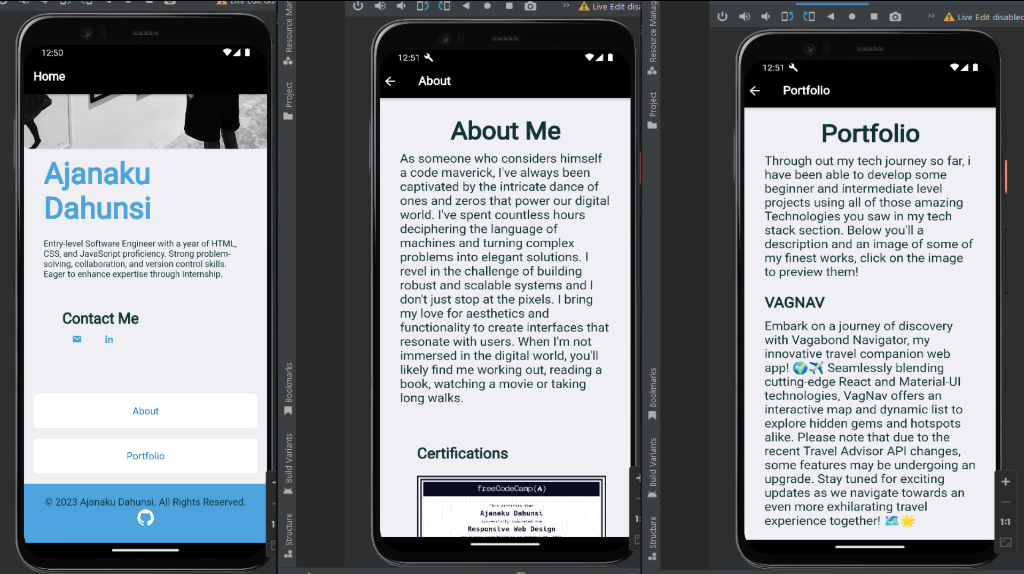 12:50
Home
Ajanaku
Dahunsi
Entry-level Software Engineer with a year of HTML,
CSS, and JavaScript proficiency. Strong problem-
solving, collaboration, and version control skills.
Eager to enhance expertise through Internship.
Contact Me
in
About
Portfolio
© 2023 Ajanaku Dahunsi. All Rights Reserved.
Resource Manager
Project
Bookmarks
Build Variants
Structure
Live Edit disa
12:51
About
About Me
As someone who considers himself
a code maverick, I've always been
captivated by the intricate dance of
ones and zeros that power our digital
world. I've spent countless hours
deciphering the language of
machines and turning complex
problems into elegant solutions. I
revel in the challenge of building
robust and scalable systems and I
don't just stop at the pixels. I bring
my love for aesthetics and
functionality to create interfaces that
resonate with users. When I'm not
immersed in the digital world, you'll
likely find me working out, reading a
book, watching a movie or taking
long walks.
Certifications
freeCodeCamp(🔥)
This certifies that
Ajanaku Dahunsi
successfully completed the
Responsive Web Design
Resource Manag
Project
Bookmarks
Build Variants
Structure
Live Edit disabled
12:51
Portfolio
Portfolio
Through out my tech journey so far, i
have been able to develop some
beginner and intermediate level
projects using all of those amazing
Technologies you saw in my tech
stack section. Below you'll a
description and an image of some of
my finest works, click on the image
to preview them!
VAGNAV
Embark on a journey of discovery
with Vagabond Navigator, my
innovative travel companion web
app! 🌍✈️ Seamlessly blending
cutting-edge React and Material-UI
technologies, VagNav offers an
interactive map and dynamic list to
explore hidden gems and hotspots
alike. Please note that due to the
recent Travel Advisor API changes,
some features may be undergoing an
upgrade. Stay tuned for exciting
updates as we navigate towards an
even more exhilarating travel
experience together! 🗺️🌟
1:1